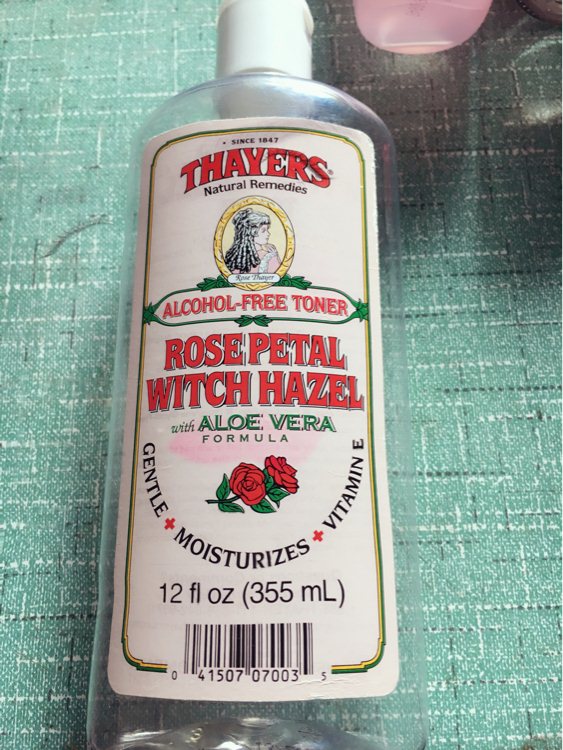 • SINCE 1847
THAYERS®
Natural Remedies
Rose Thayer
ALCOHOL-FREE TONER
ROSE PETAL
WITCH HAZEL
with ALOE VERA
FORMULA
GENTLE + MOISTURIZES + VITAMIN E
12 fl oz (355 mL)
0 41507 07003 5